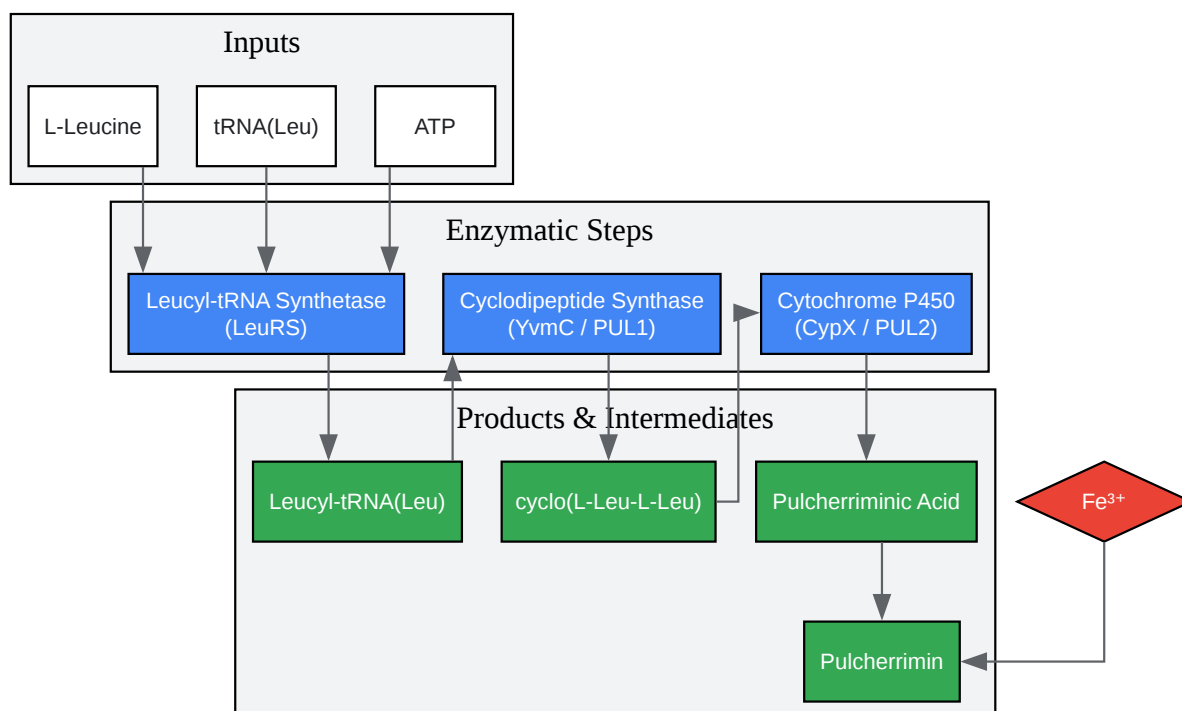 Inputs
L-Leucine
tRNA(Leu)
ATP
Enzymatic Steps
Leucyl-tRNA Synthetase
(LeuRS)
Cyclodipeptide Synthase
(YvmC / PUL1)
Cytochrome P450
(CypX / PUL2)
Products & Intermediates
Leucyl-tRNA(Leu)
cyclo(L-Leu-L-Leu)
Pulcherriminic Acid
Fe³⁺
Pulcherrimin